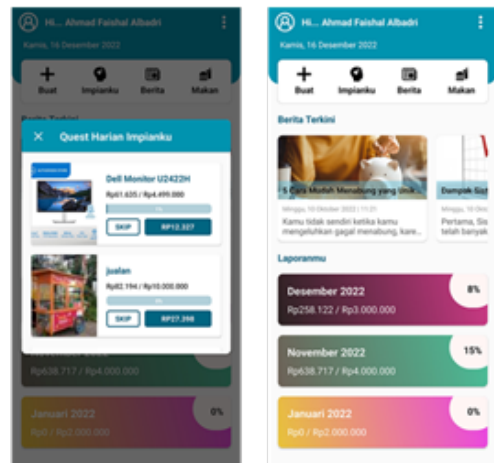 Hi... Ahmad Faishal Albadri
Kamis, 16 Desember 2022
Buat
Impianku
Berita
Makan
Berita Terkini
Quest Harian Impianku
Dell Monitor U2422H
Rp61.635 / Rp4.499.000
1%
SKIP
RP12.327
jualan
Rp82.194 / Rp10.000.000
SKIP
RP27.398
November 2022
Rp638.717 / Rp4.000.000
Januari 2022
Rp0 / Rp2.000.000
0%
Hi... Ahmad Faishal Albadri
Kamis, 16 Desember 2022
Buat
Impianku
Berita
Makan
Berita Terkini
5 Cara Mudah Menabung yang Unik...
Minggu, 10 Oktober 2022 | 11:21
Kamu tidak sendiri ketika kamu
mengeluhkan gagal menabung, kare...
Dampak
Minggu, 10
Pertama, Sis
telah banyak
Laporanmu
Desember 2022
Rp258.122 / Rp3.000.000
8%
November 2022
Rp638.717 / Rp4.000.000
15%
Januari 2022
Rp0 / Rp2.000.000
0%